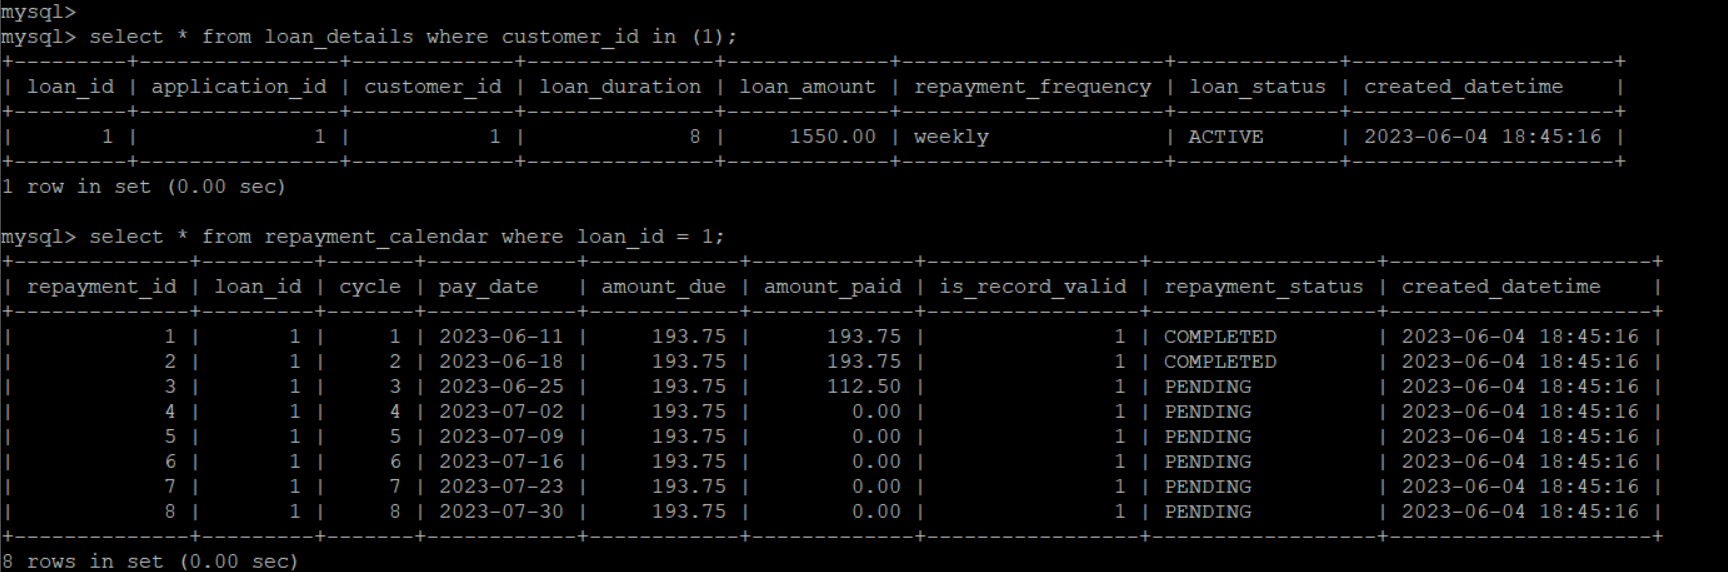 mysql>
mysql> select * from loan_details where customer_id in (1);
+---------+----------------+-------------+---------------+-------------+---------------------+-------------+---------------------+
| loan_id | application_id | customer_id | loan_duration | loan_amount | repayment_frequency | loan_status | created_datetime    |
+---------+----------------+-------------+---------------+-------------+---------------------+-------------+---------------------+
|       1 |              1 |           1 |             8 |     1550.00 | weekly              | ACTIVE      | 2023-06-04 18:45:16 |
+---------+----------------+-------------+---------------+-------------+---------------------+-------------+---------------------+
1 row in set (0.00 sec)
mysql> select * from repayment_calendar where loan_id = 1;
+--------------+---------+-------+------------+------------+-------------+-----------------+------------------+---------------------+
| repayment_id | loan_id | cycle | pay_date   | amount_due | amount_paid | is_record_valid | repayment_status | created_datetime    |
+--------------+---------+-------+------------+------------+-------------+-----------------+------------------+---------------------+
|            1 |       1 |     1 | 2023-06-11 |     193.75 |      193.75 |               1 | COMPLETED        | 2023-06-04 18:45:16 |
|            2 |       1 |     2 | 2023-06-18 |     193.75 |      193.75 |               1 | COMPLETED        | 2023-06-04 18:45:16 |
|            3 |       1 |     3 | 2023-06-25 |     193.75 |      112.50 |               1 | PENDING          | 2023-06-04 18:45:16 |
|            4 |       1 |     4 | 2023-07-02 |     193.75 |        0.00 |               1 | PENDING          | 2023-06-04 18:45:16 |
|            5 |       1 |     5 | 2023-07-09 |     193.75 |        0.00 |               1 | PENDING          | 2023-06-04 18:45:16 |
|            6 |       1 |     6 | 2023-07-16 |     193.75 |        0.00 |               1 | PENDING          | 2023-06-04 18:45:16 |
|            7 |       1 |     7 | 2023-07-23 |     193.75 |        0.00 |               1 | PENDING          | 2023-06-04 18:45:16 |
|            8 |       1 |     8 | 2023-07-30 |     193.75 |        0.00 |               1 | PENDING          | 2023-06-04 18:45:16 |
+--------------+---------+-------+------------+------------+-------------+-----------------+------------------+---------------------+
8 rows in set (0.00 sec)